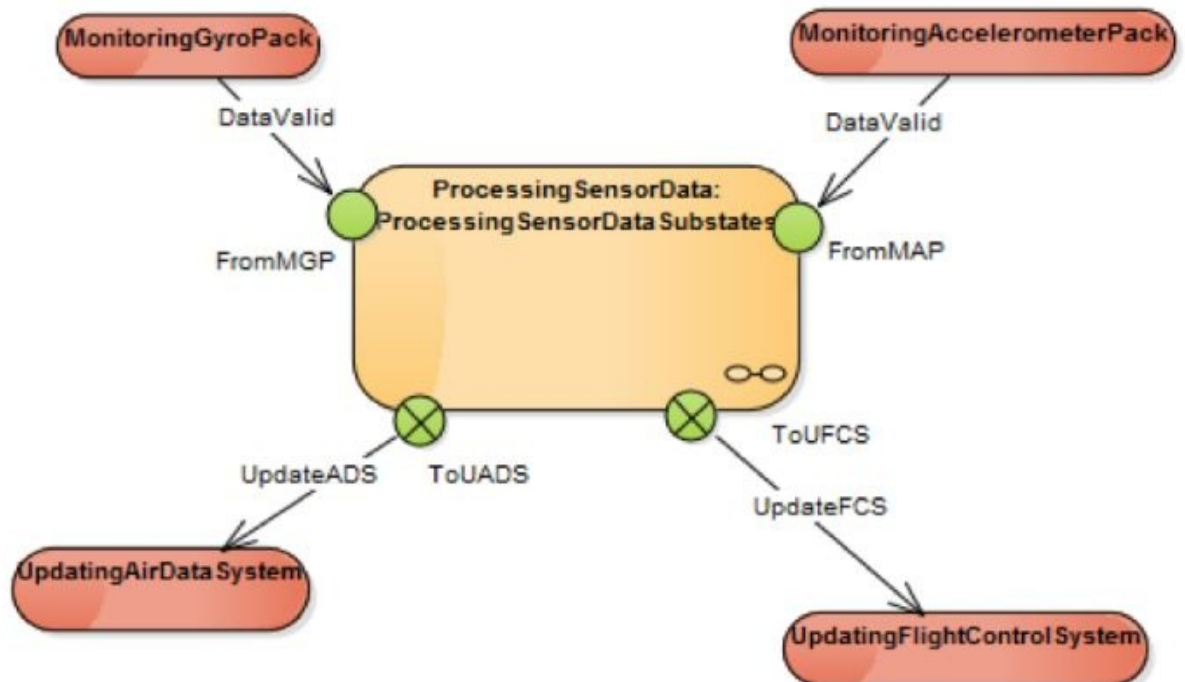 MonitoringGyroPack
MonitoringAccelerometerPack
DataValid
DataValid
ProcessingSensorData:
ProcessingSensorDataSubstates
FromMGP
FromMAP
ToUFCS
UpdateADS
ToUADS
UpdateFCS
UpdatingAirDataSystem
UpdatingFlightControlSystem